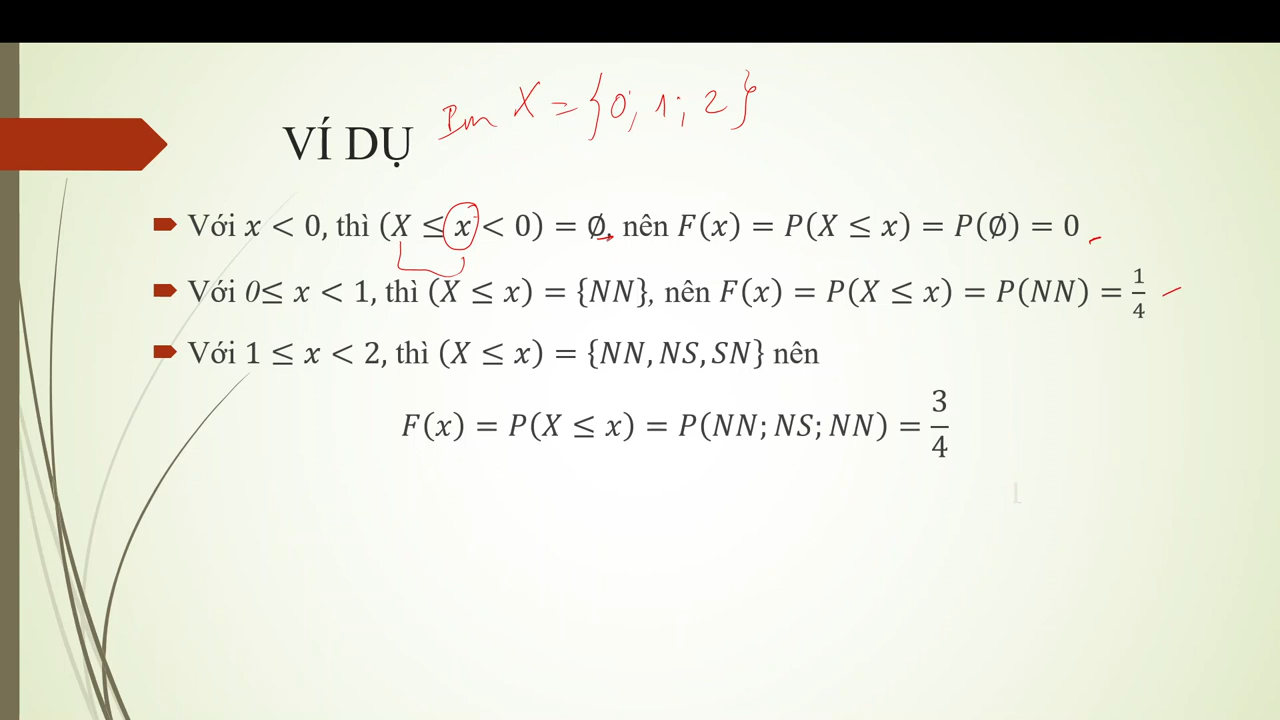 Im X = {0; 1; 2}
VÍ DỤ
Với x < 0, thì (X ≤ x < 0) = ∅, nên F(x) = P(X ≤ x) = P(∅) = 0
Với 0≤ x < 1, thì (X ≤ x) = {NN}, nên F(x) = P(X ≤ x) = P(NN) = 1/4
Với 1 ≤ x < 2, thì (X ≤ x) = {NN, NS, SN} nên
F(x) = P(X ≤ x) = P(NN; NS; NN) = 3/4